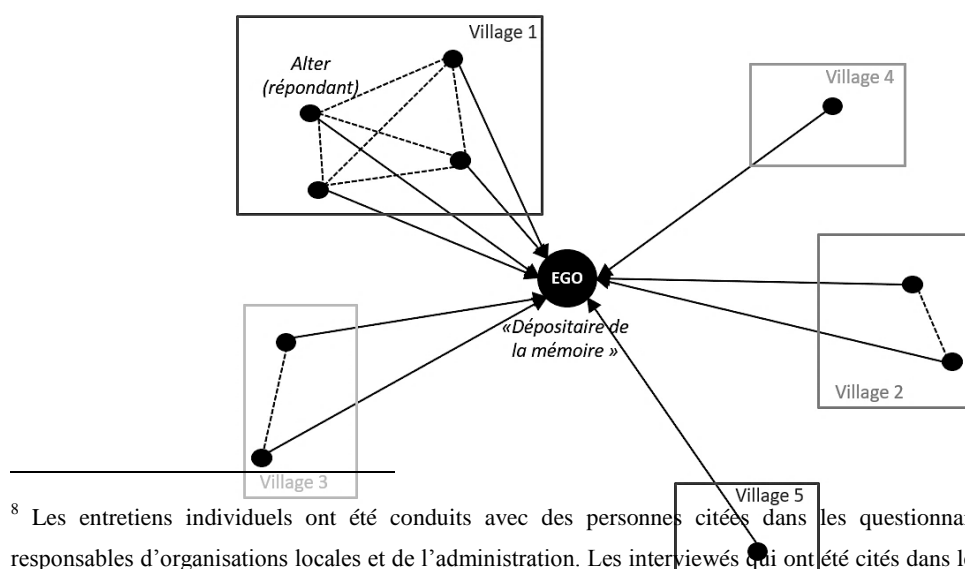 Village 1
Alter
(répondant)
Village 4
EGO
«Dépositaire de
la mémoire »
Village 2
Village 3
Village 5
8 Les entretiens individuels ont été conduits avec des personnes citées dans les questionnai
responsables d’organisations locales et de l’administration. Les interviewés qui ont été cités dans le